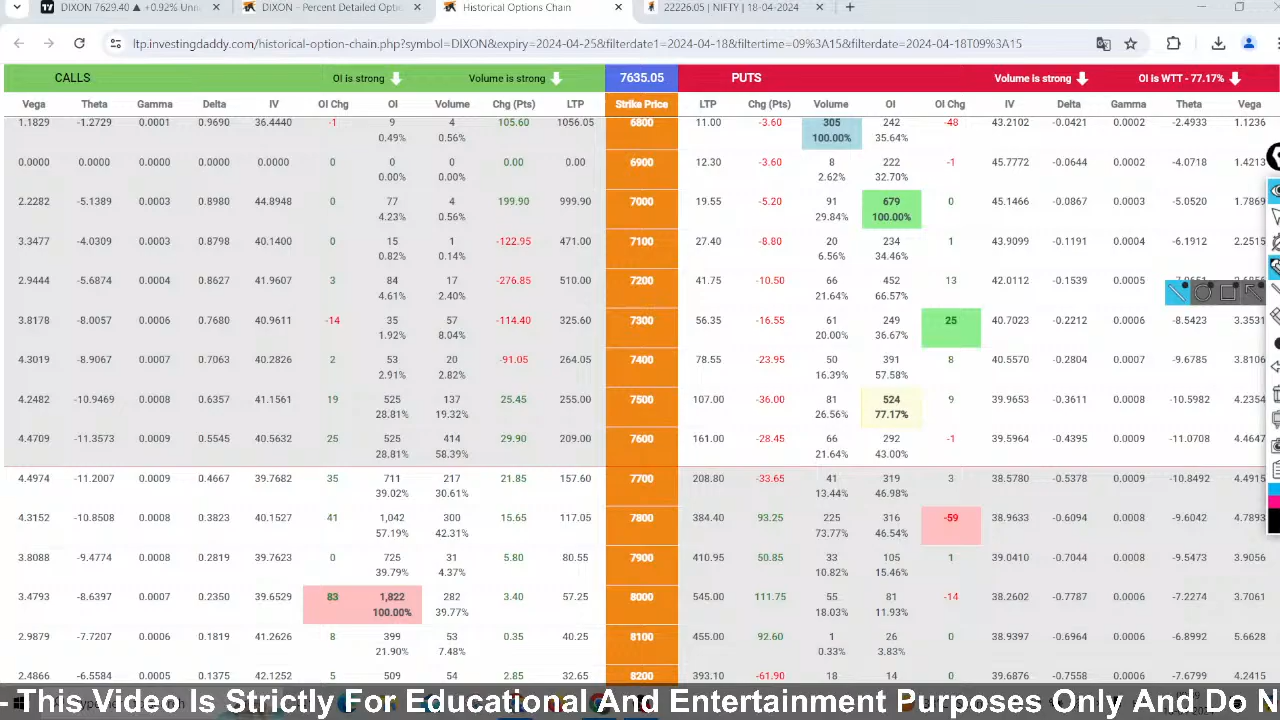 DIXON 7629.40 ▲ +0.92% Unn
DIXON – Percent Detailed Optio
Historical Options Chain
22226.05 | NIFTY | 18-04-2024
ltp.investingdaddy.com/historical-option-chain.php?symbol=DIXON&expiry=2024-04-25&filterdate1=2024-04-18&filtertime=09%3A15&filterdate=2024-04-18T09%3A15
CALLS OI is strong Volume is strong 7635.05 PUTS Volume is strong OI is WTT - 77.17%
Vega Theta Gamma Delta IV OI Chg OI Volume Chg (Pts) LTP Strike Price LTP Chg (Pts) Volume OI OI Chg IV Delta Gamma Theta Vega
1.1829 -1.2729 0.0001 0.9690 36.4440 -1 9 4 105.60 1056.05 6800 11.00 -3.60 305 242 -48 43.2102 -0.0421 0.0002 -2.4933 1.1236
0.49% 0.56% 100.00% 35.64%
0.0000 0.0000 0.0000 0.0000 0.0000 0 0 0 0.00 0.00 6900 12.30 -3.60 8 222 -1 45.7772 -0.0644 0.0002 -4.0718 1.4213
0.00% 0.00% 2.62% 32.70%
2.2282 -5.1389 0.0003 0.8980 44.8948 0 77 4 199.90 999.90 7000 19.55 -5.20 91 679 0 45.1466 -0.0867 0.0003 -5.0520 1.7869
4.23% 0.56% 29.84% 100.00%
3.3477 -4.0309 0.0003 0.8798 40.1400 0 15 1 -122.95 471.00 7100 27.40 -8.80 20 234 1 43.9099 -0.1191 0.0004 -6.1912 2.2515
0.82% 0.14% 6.56% 34.46%
2.9444 -5.6874 0.0004 0.8627 41.9607 3 84 17 -276.85 510.00 7200 41.75 -10.50 66 452 13 42.0112 -0.1539 0.0005
4.61% 2.40% 21.64% 66.57%
3.8178 -8.0057 0.0006 0.7680 40.9611 -14 35 57 -114.40 325.60 7300 56.35 -16.55 61 249 25 40.7023 -0.2212 0.0006 -8.5423 3.3531
1.92% 8.04% 20.00% 36.67%
4.3019 -8.9067 0.0007 0.7063 40.2826 2 53 20 -91.05 264.05 7400 78.55 -23.95 50 391 8 40.5570 -0.2804 0.0007 -9.6785 3.8106
2.91% 2.82% 16.39% 57.58%
4.2482 -10.9469 0.0008 0.6357 41.1561 19 525 137 25.45 255.00 7500 107.00 -36.00 81 524 9 39.9653 -0.3611 0.0008 -10.5982 4.2354
28.81% 19.32% 26.56% 77.17%
4.4709 -11.3573 0.0009 0.5545 40.5632 25 525 414 29.90 209.00 7600 161.00 -28.45 66 292 -1 39.5964 -0.4395 0.0009 -11.0708 4.4647
28.81% 58.39% 21.64% 43.00%
4.4974 -11.2007 0.0009 0.4667 39.7682 35 711 217 21.85 157.60 7700 208.80 -33.65 41 319 3 38.5780 -0.5378 0.0009 -10.8492 4.4915
39.02% 30.61% 13.44% 46.98%
4.3152 -10.8508 0.0008 0.3823 40.1527 41 1,042 300 15.65 117.05 7800 384.40 93.25 225 316 -59 38.9633 -0.6094 0.0008 -9.6042 4.7893
57.19% 42.31% 73.77% 46.54%
3.8088 -9.4774 0.0008 0.2819 39.7623 0 725 31 5.80 80.55 7900 410.95 50.85 33 105 1 39.0410 -0.7044 0.0008 -9.5473 3.9056
39.79% 4.37% 10.82% 15.46%
3.4793 -8.6397 0.0007 0.2350 39.6529 83 1,822 282 3.40 57.25 8000 545.00 111.75 55 81 -14 38.2602 -0.7787 0.0006 -7.2274 3.7061
100.00% 39.77% 18.03% 11.93%
2.9879 -7.7207 0.0006 0.1819 41.2626 8 399 53 0.35 40.25 8100 455.00 92.60 1 26 0 38.9397 -0.6964 0.0006 -6.8992 5.6628
21.90% 7.48% 0.33% 3.83%
2.4866 -6.5584 0.0005 0.1375 42.1252 5 509 54 2.85 32.65 8200 393.10 -61.90 18 14 0 39.6876 -0.7558 0.0006 -7.6759 4.2415
- This Video Is Strictly For Educational And Entertainment Purposes Only And Do N